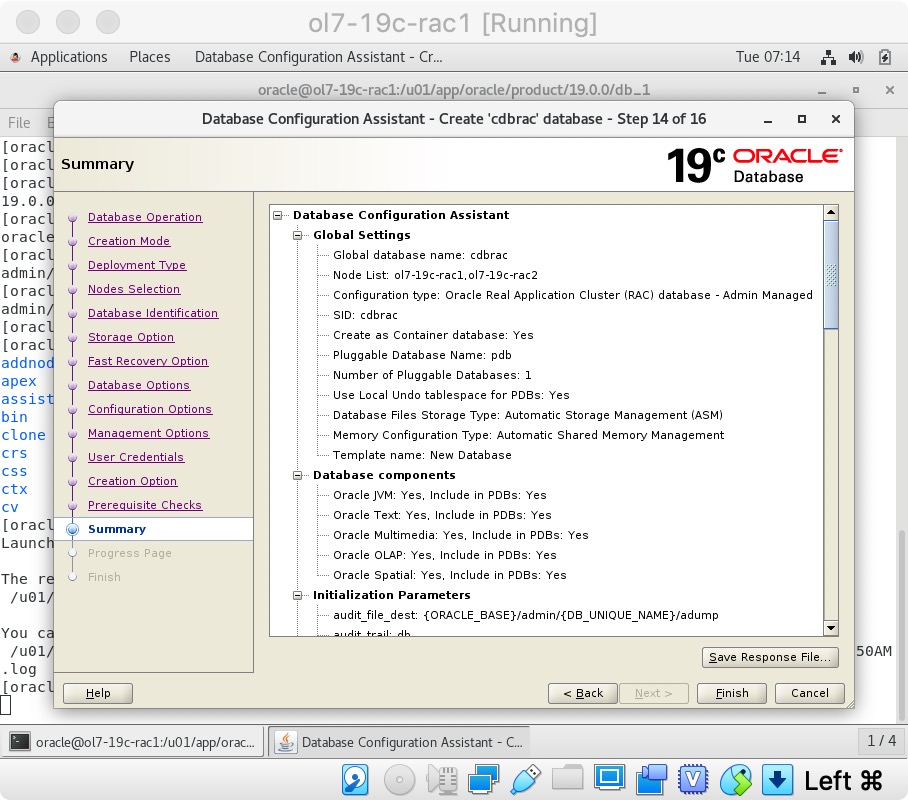 ol7-19c-rac1 [Running]
Applications Places Database Configuration Assistant - Cr... Tue 07:14
oracle@ol7-19c-rac1:/u01/app/oracle/product/19.0.0/db_1
File E
Database Configuration Assistant - Create 'cdbrac' database - Step 14 of 16
Summary
19c ORACLE
Database
[oracl
[oracl
[oracl
19.0.0
[oracl
oracle
[oracl
admin/
[oracl
admin/
[oracl
[oracl
addnod
apex
assist
bin
clone
crs
css
ctx
cv
[oracl
Launch
The re
/u01/
You ca
/u01/
.log
[oracl
50AM
Database Operation
Creation Mode
Deployment Type
Nodes Selection
Database Identification
Storage Option
Fast Recovery Option
Database Options
Configuration Options
Management Options
User Credentials
Creation Option
Prerequisite Checks
Summary
Progress Page
Finish
Database Configuration Assistant
Global Settings
Global database name: cdbrac
Node List: ol7-19c-rac1,ol7-19c-rac2
Configuration type: Oracle Real Application Cluster (RAC) database - Admin Managed
SID: cdbrac
Create as Container database: Yes
Pluggable Database Name: pdb
Number of Pluggable Databases: 1
Use Local Undo tablespace for PDBs: Yes
Database Files Storage Type: Automatic Storage Management (ASM)
Memory Configuration Type: Automatic Shared Memory Management
Template name: New Database
Database components
Oracle JVM: Yes, Include in PDBs: Yes
Oracle Text: Yes, Include in PDBs: Yes
Oracle Multimedia: Yes, Include in PDBs: Yes
Oracle OLAP: Yes, Include in PDBs: Yes
Oracle Spatial: Yes, Include in PDBs: Yes
Initialization Parameters
audit_file_dest: {ORACLE_BASE}/admin/{DB_UNIQUE_NAME}/adump
audit_trail: db
Save Response File...
Help < Back Next > Finish Cancel
oracle@ol7-19c-rac1:/u01/app/orac... Database Configuration Assistant - C... 1 / 4
Left ⌘